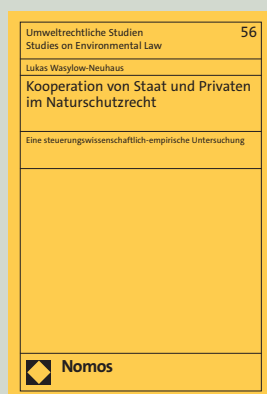 Umweltrechtliche Studien 56
Studies on Environmental Law
Lukas Wasylow-Neuhaus
Kooperation von Staat und Privaten
im Naturschutzrecht
Eine steuerungswissenschaftlich-empirische Untersuchung
Nomos